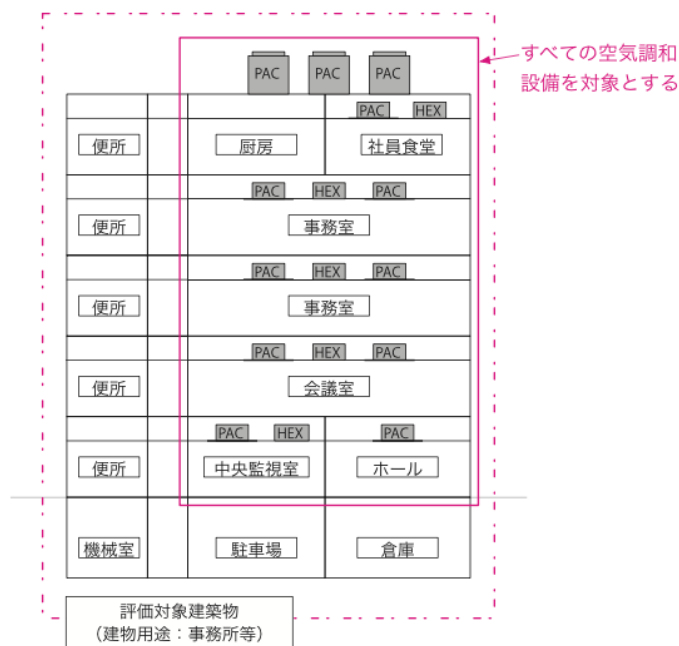 すべての空気調和
設備を対象とする
PAC PAC PAC
PAC HEX
便所 厨房 社員食堂
PAC HEX PAC
便所 事務室
PAC HEX PAC
便所 事務室
PAC HEX PAC
便所 会議室
PAC HEX PAC
便所 中央監視室 ホール
機械室 駐車場 倉庫
評価対象建築物
（建物用途：事務所等）